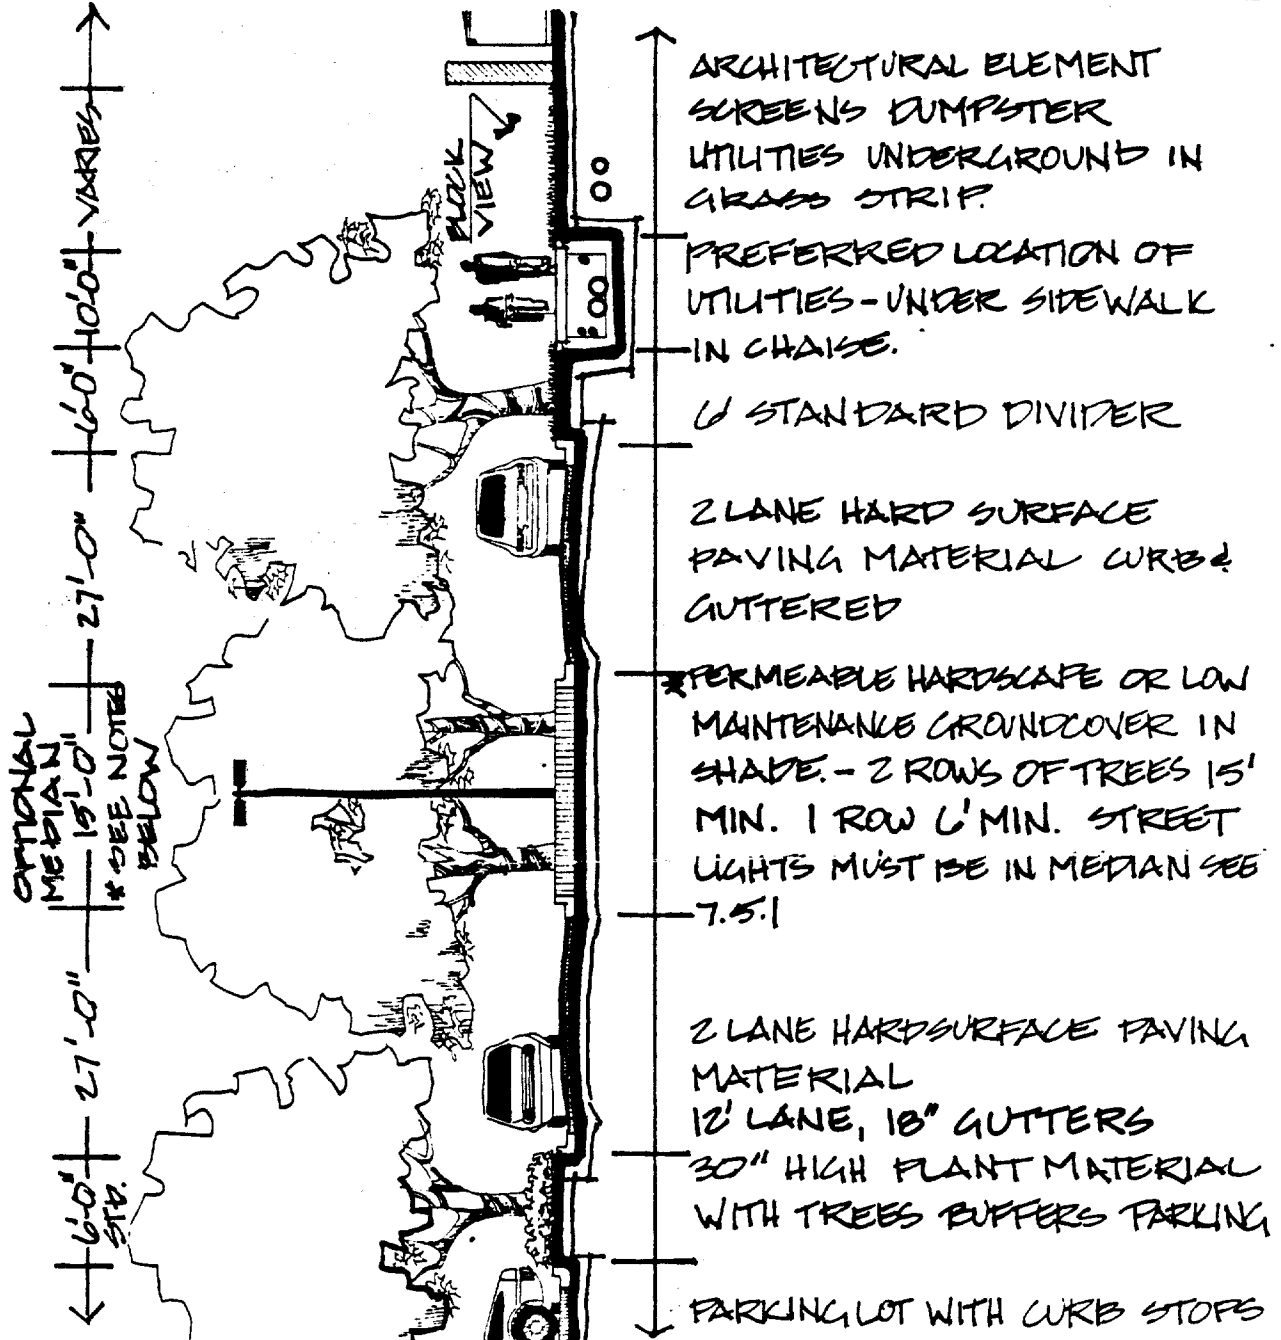 ARCHITECTURAL ELEMENT
SCREENS DUMPSTER
UTILITIES UNDERGROUND IN
GRASS STRIP.
PREFERRED LOCATION OF
UTILITIES-UNDER SIDEWALK
IN CHAISE.
6' STANDARD DIVIDER
2 LANE HARD SURFACE
PAVING MATERIAL CURB &
GUTTERED
*PERMEABLE HARDSCAPE OR LOW
MAINTENANCE GROUNDCOVER IN
SHADE.- 2 ROWS OF TREES 15'
MIN. 1 ROW 6' MIN. STREET
LIGHTS MUST BE IN MEDIAN SEE
7.5.1
2 LANE HARDSURFACE PAVING
MATERIAL
12' LANE, 18" GUTTERS
30" HIGH PLANT MATERIAL
WITH TREES BUFFERS PARKING
PARKING LOT WITH CURB STOPS
BLOCK
VIEW
VARIES
10'0"
6'0"
27'-0"
OPTIONAL
MEDIAN
15'-0"
* SEE NOTES
BELOW
27'-0"
6'-0"
STD.